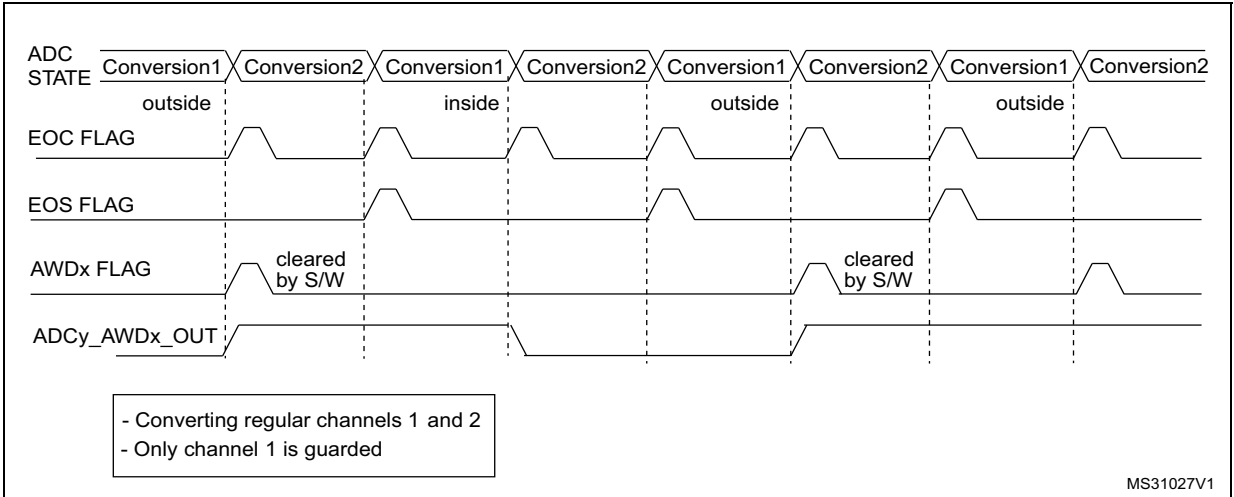 ADC
STATE
Conversion1 Conversion2 Conversion1 Conversion2 Conversion1 Conversion2 Conversion1 Conversion2
outside inside outside outside
EOC FLAG
EOS FLAG
AWDx FLAG
cleared
by S/W
cleared
by S/W
ADCy_AWDx_OUT
- Converting regular channels 1 and 2
- Only channel 1 is guarded
MS31027V1